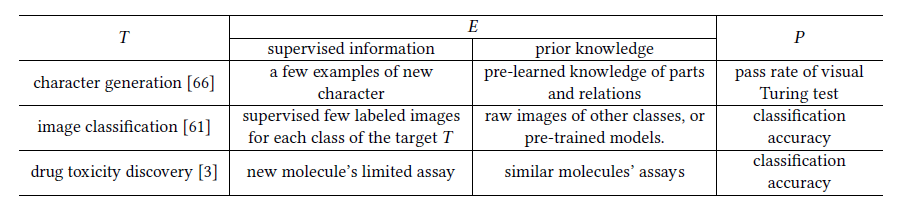 T E P
supervised information prior knowledge
character generation [66] a few examples of new character pre-learned knowledge of parts and relations pass rate of visual Turing test
image classification [61] supervised few labeled images for each class of the target T raw images of other classes, or pre-trained models. classification accuracy
drug toxicity discovery [3] new molecule's limited assay similar molecules' assays classification accuracy